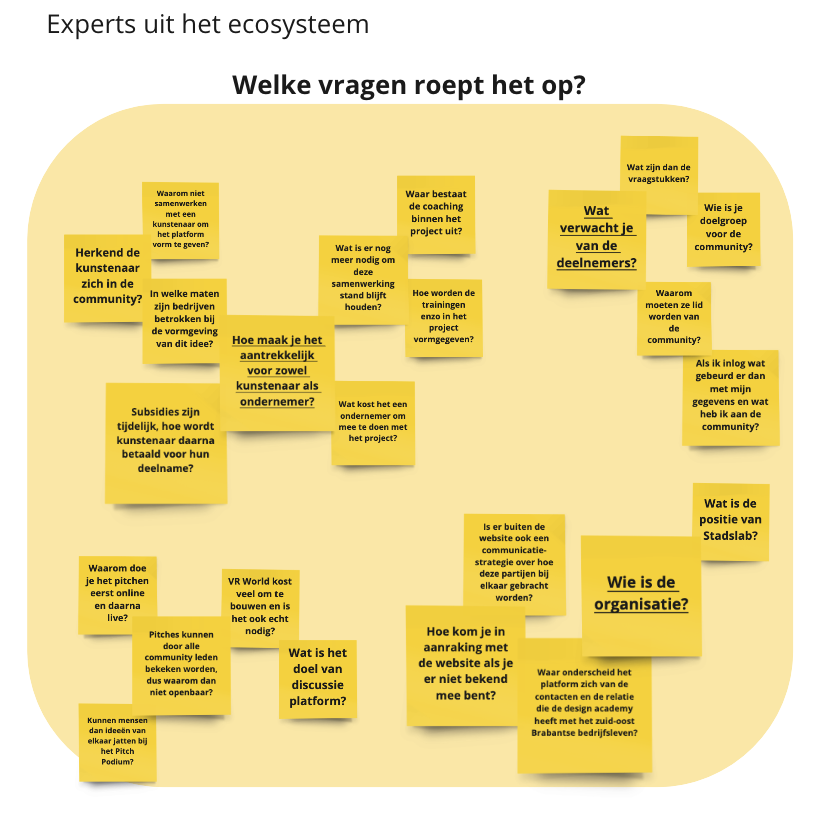 Experts uit het ecosysteem
Welke vragen roept het op?
Waarom niet
samenwerken
met een
kunstenaar om
het platform
vorm te geven?
Herkend de
kunstenaar
zich in de
community?
In welke maten
zijn bedrijven
betrokken bij
de vormgeving
van dit idee?
Waar bestaat
de coaching
binnen het
project uit?
Wat is er nog
meer nodig om
deze
samenwerking
stand blijft
houden?
Hoe worden de
trainingen
enzo in het
project
vormgegeven?
Hoe maak je het
aantrekkelijk
voor zowel
kunstenaar als
ondernemer?
Subsidies zijn
tijdelijk, hoe wordt
kunstenaar daarna
betaald voor hun
deelname?
Wat kost het een
ondernemer om
mee te doen met
het project?
Wat zijn dan de
vraagstukken?
Wat
verwacht je
van de
deelnemers?
Wie is je
doelgroep
voor de
community?
Waarom
moeten ze lid
worden van
de
community?
Als ik inlog wat
gebeurd er dan
met mijn
gegevens en wat
heb ik aan de
community?
Waarom doe
je het pitchen
eerst online
en daarna
live?
VR World kost
veel om te
bouwen en is
het ook echt
nodig?
Pitches kunnen
door alle
community leden
bekeken worden,
dus waarom dan
niet openbaar?
Wat is het
doel van
discussie
platform?
Kunnen mensen
dan ideeën van
elkaar jatten bij
het Pitch
Podium?
Is er buiten de
website ook een
communicatie-
strategie over hoe
deze partijen bij
elkaar gebracht
worden?
Wat is de
positie van
Stadslab?
Wie is de
organisatie?
Hoe kom je in
aanraking met
de website als je
er niet bekend
mee bent?
Waar onderscheid het
platform zich van de
contacten en de relatie
die de design academy
heeft met het zuid-oost
Brabantse bedrijfsleven?